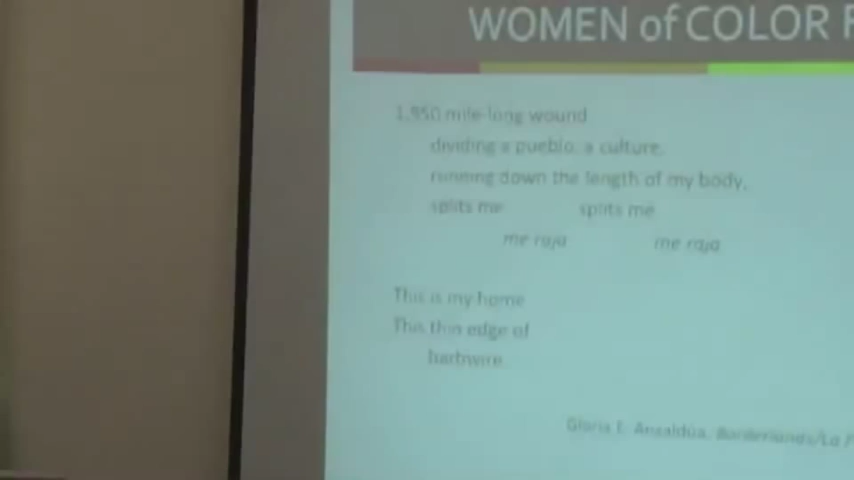 WOMEN of COLOR F
1,950 mile-long wound
dividing a pueblo, a culture,
running down the length of my body,
splits me splits me
me raja me raja
This is my home
This thin edge of
barbwire
Gloria E. Anzaldúa, Borderlands/La F